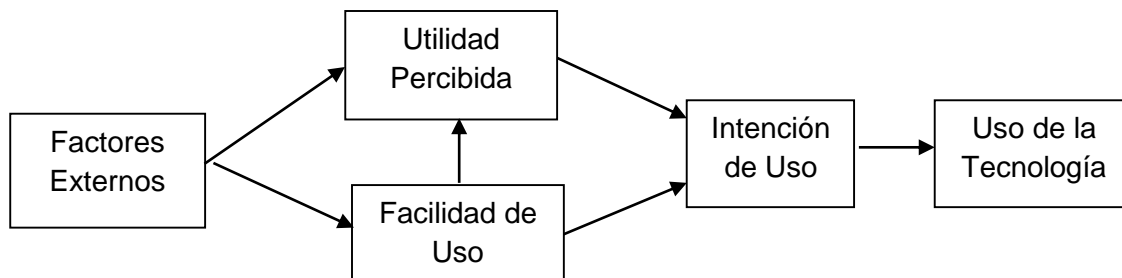 Utilidad
Percibida
Factores
Externos
Facilidad de
Uso
Intención
de Uso
Uso de la
Tecnología